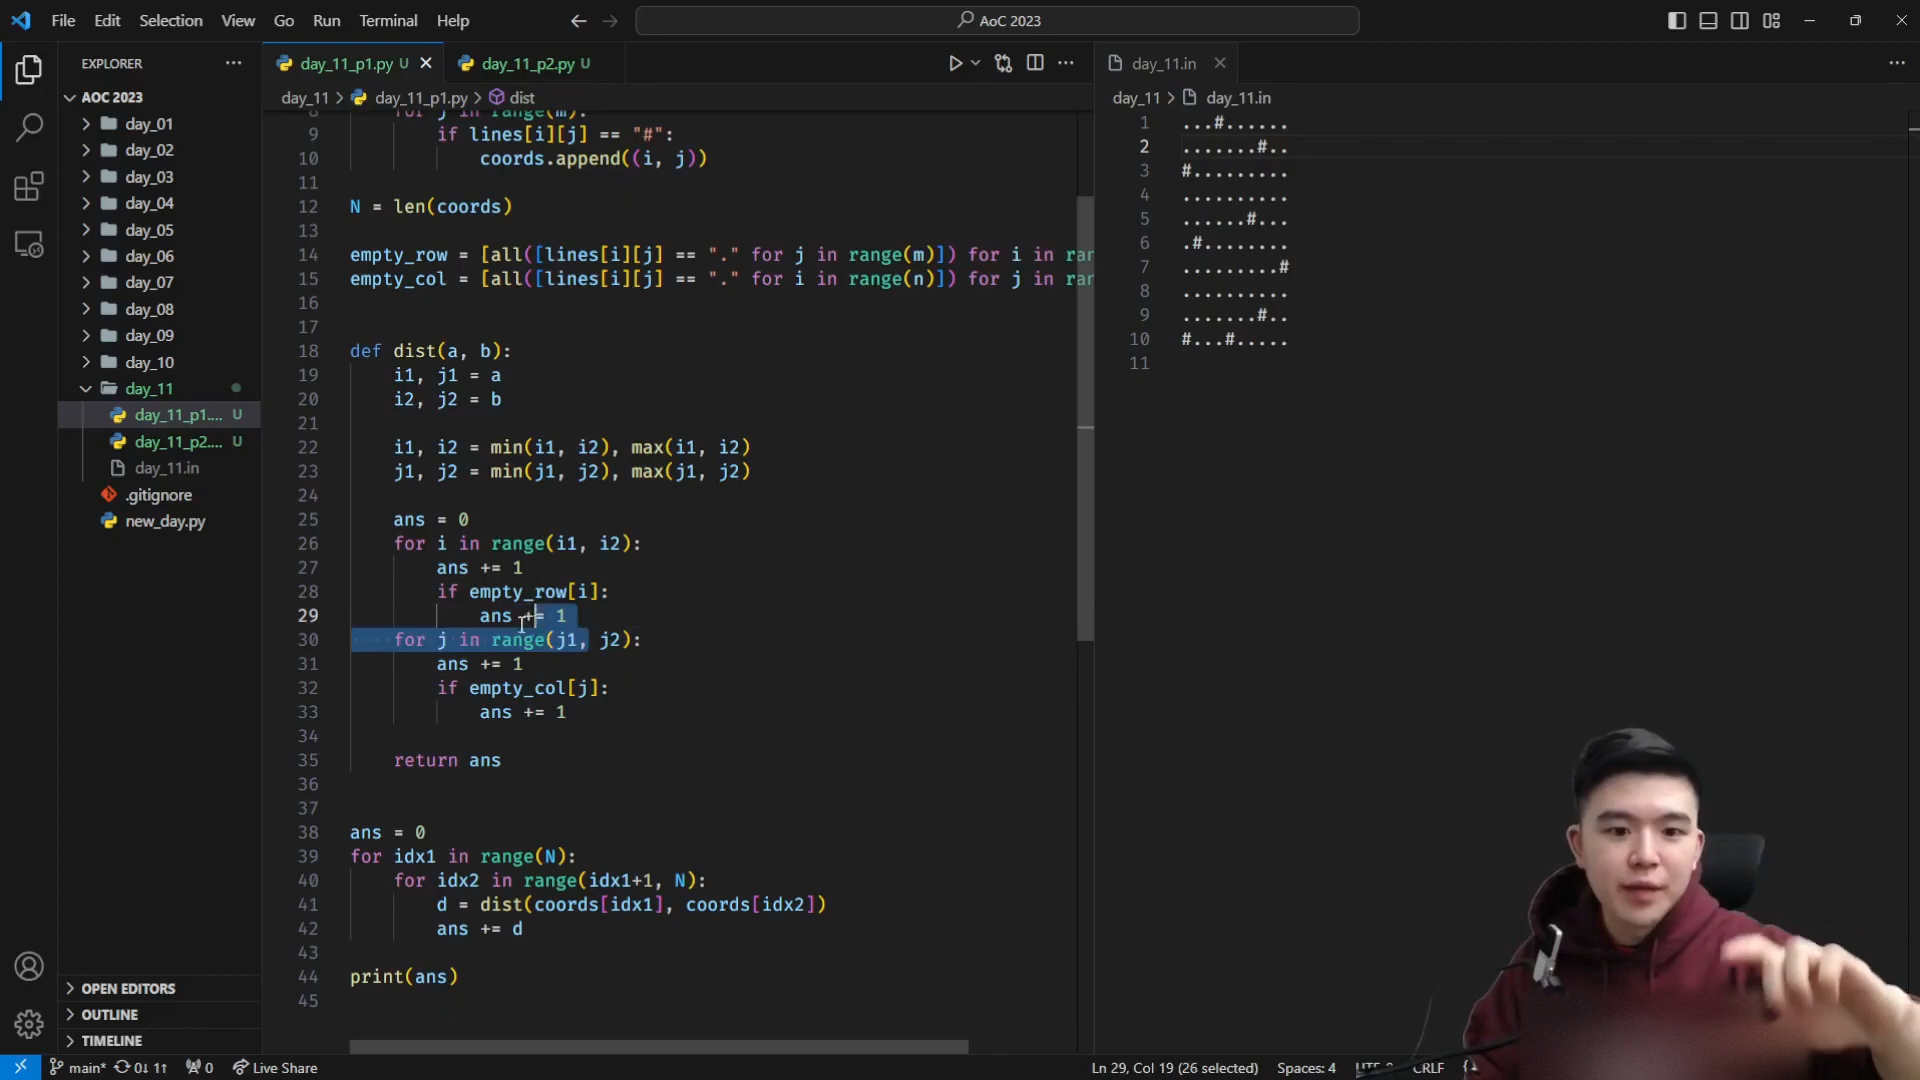 File Edit Selection View Go Run Terminal Help
AoC 2023
EXPLORER
AOC 2023
day_01
day_02
day_03
day_04
day_05
day_06
day_07
day_08
day_09
day_10
day_11
day_11_p1.... U
day_11_p2.... U
day_11.in
.gitignore
new_day.py
OPEN EDITORS
OUTLINE
TIMELINE
day_11_p1.py U
day_11_p2.py U
day_11 > day_11_p1.py > dist
9 if lines[i][j] == "#":
10 coords.append((i, j))
11
12 N = len(coords)
13
14 empty_row = [all([lines[i][j] == "." for j in range(m)]) for i in ran
15 empty_col = [all([lines[i][j] == "." for i in range(n)]) for j in ran
16
17
18 def dist(a, b):
19 i1, j1 = a
20 i2, j2 = b
21
22 i1, i2 = min(i1, i2), max(i1, i2)
23 j1, j2 = min(j1, j2), max(j1, j2)
24
25 ans = 0
26 for i in range(i1, i2):
27 ans += 1
28 if empty_row[i]:
29 ans += 1
30 for j in range(j1, j2):
31 ans += 1
32 if empty_col[j]:
33 ans += 1
34
35 return ans
36
37
38 ans = 0
39 for idx1 in range(N):
40 for idx2 in range(idx1+1, N):
41 d = dist(coords[idx1], coords[idx2])
42 ans += d
43
44 print(ans)
45
day_11.in
day_11 > day_11.in
1 ...#......
2 .......#..
3 #.........
4 ..........
5 ......#...
6 .#........
7 .........#
8 ..........
9 .......#..
10 #...#.....
11
main* 0↓ 1↑ 0 Live Share
Ln 29, Col 19 (26 selected) Spaces: 4 CRLF